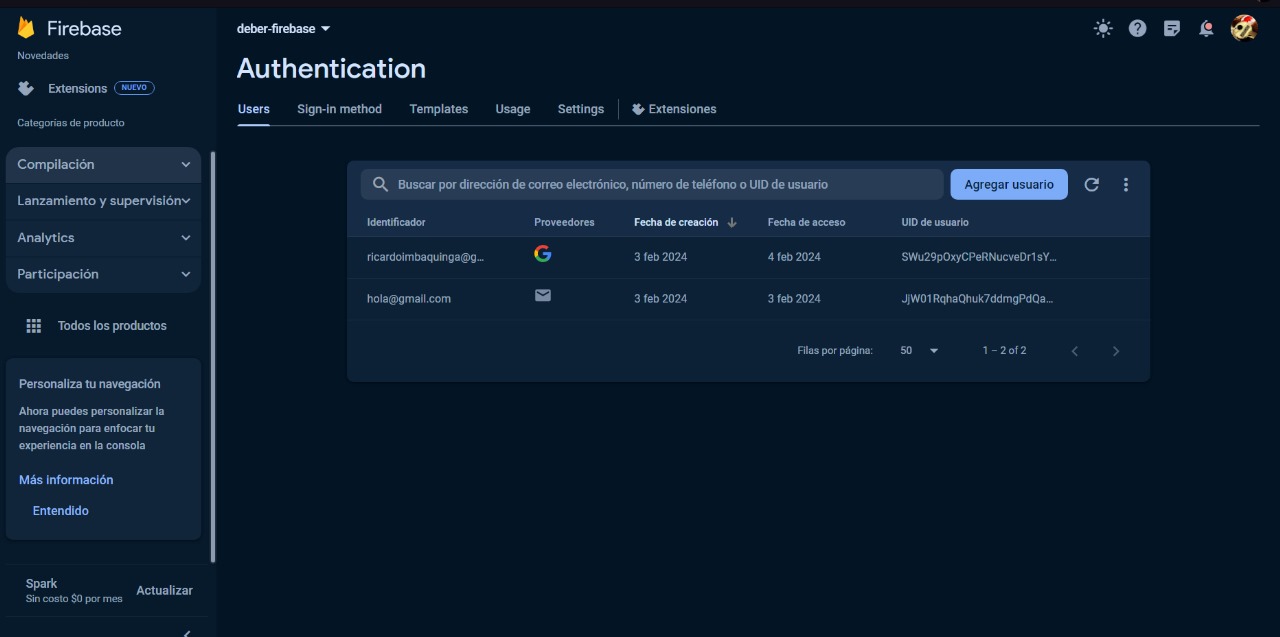 Firebase
Novedades
Extensions NUEVO
Categorías de producto
Compilación
Lanzamiento y supervisión
Analytics
Participación
Todos los productos
Personaliza tu navegación
Ahora puedes personalizar la
navegación para enfocar tu
experiencia en la consola
Más información
Entendido
Spark
Sin costo $0 por mes
Actualizar
deber-firebase
Authentication
Users Sign-in method Templates Usage Settings Extensiones
Buscar por dirección de correo electrónico, número de teléfono o UID de usuario Agregar usuario
Identificador Proveedores Fecha de creación Fecha de acceso UID de usuario
ricardoimbaquinga@g... 3 feb 2024 4 feb 2024 SWu29pOxyCPeRNucveDr1sY...
hola@gmail.com 3 feb 2024 3 feb 2024 JjW01RqhaQhuk7ddmgPdQa...
Filas por página: 50 1 – 2 of 2